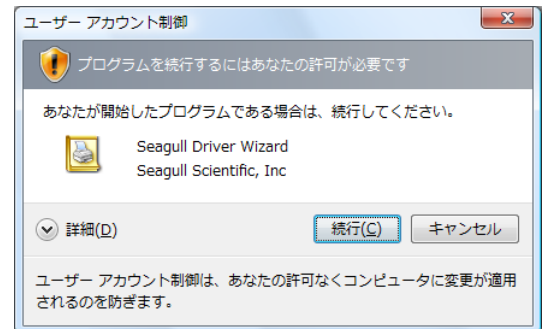 ユーザー アカウント制御
プログラムを続行するにはあなたの許可が必要です
あなたが開始したプログラムである場合は、続行してください。
Seagull Driver Wizard
Seagull Scientific, Inc
詳細(D)
続行(C)
キャンセル
ユーザー アカウント制御は、あなたの許可なくコンピュータに変更が適用
されるのを防ぎます。